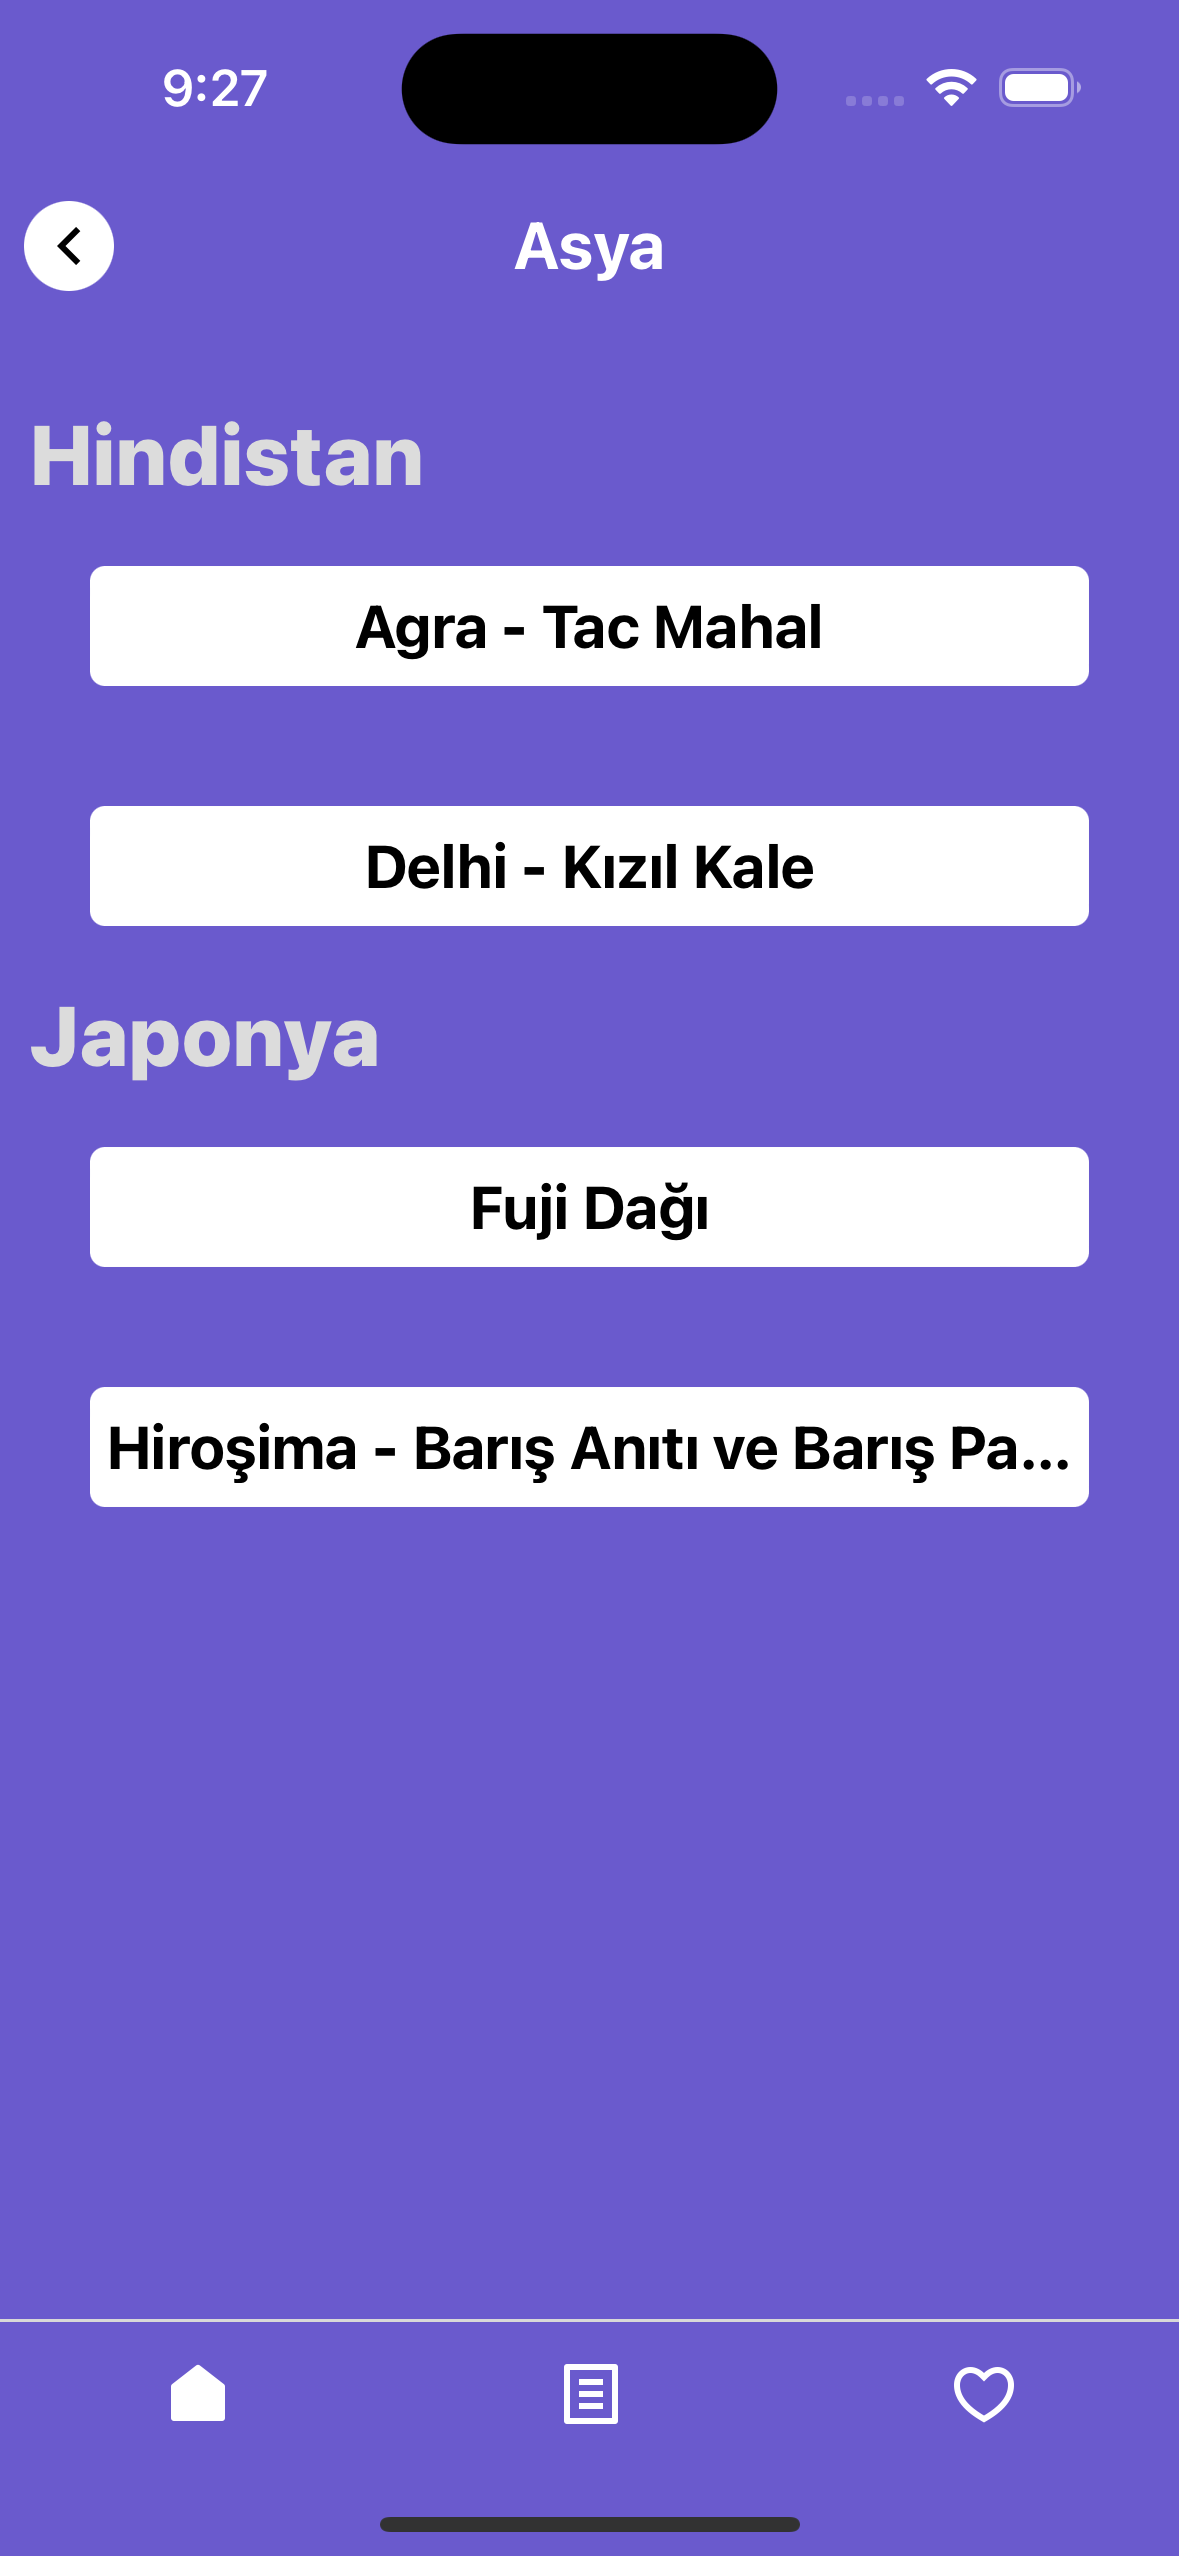 9:27
Asya
Hindistan
Agra - Tac Mahal
Delhi - Kızıl Kale
Japonya
Fuji Dağı
Hiroşima - Barış Anıtı ve Barış Pa...